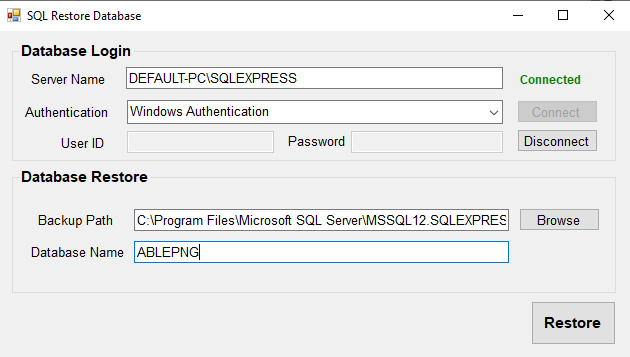 SQL Restore Database
Database Login
Server Name DEFAULT-PC\SQLEXPRESS Connected
Authentication Windows Authentication Connect
User ID Password Disconnect
Database Restore
Backup Path C:\Program Files\Microsoft SQL Server\MSSQL12.SQLEXPRES Browse
Database Name ABLEPNG
Restore